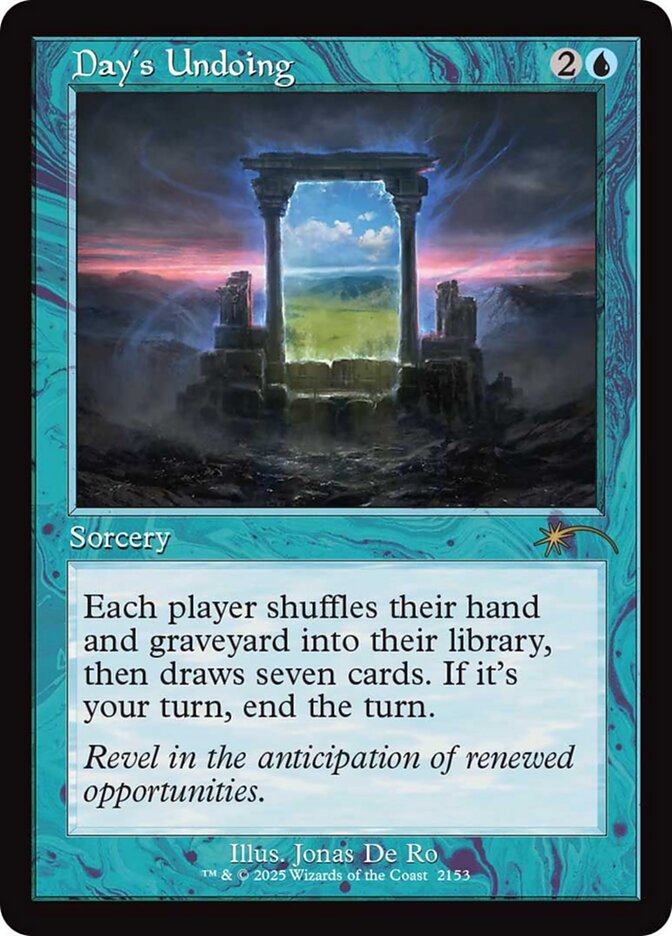 Day's Undoing 2
Sorcery
Each player shuffles their hand
and graveyard into their library,
then draws seven cards. If it's
your turn, end the turn.
Revel in the anticipation of renewed
opportunities.
Illus. Jonas De Ro
™ & © 2025 Wizards of the Coast 2153